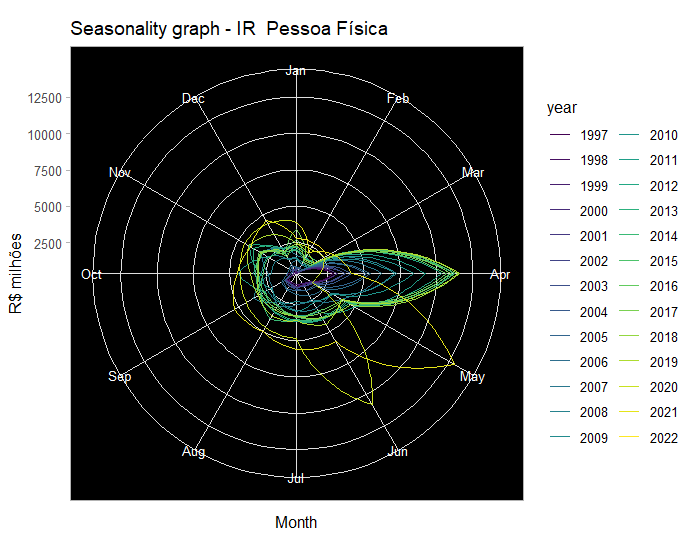 Seasonality graph - IR  Pessoa Física
Jan
Feb
Mar
Apr
May
Jun
Jul
Aug
Sep
Oct
Nov
Dec
12500
10000
7500
5000
2500
R$ milhões
Month
year
1997
1998
1999
2000
2001
2002
2003
2004
2005
2006
2007
2008
2009
2010
2011
2012
2013
2014
2015
2016
2017
2018
2019
2020
2021
2022